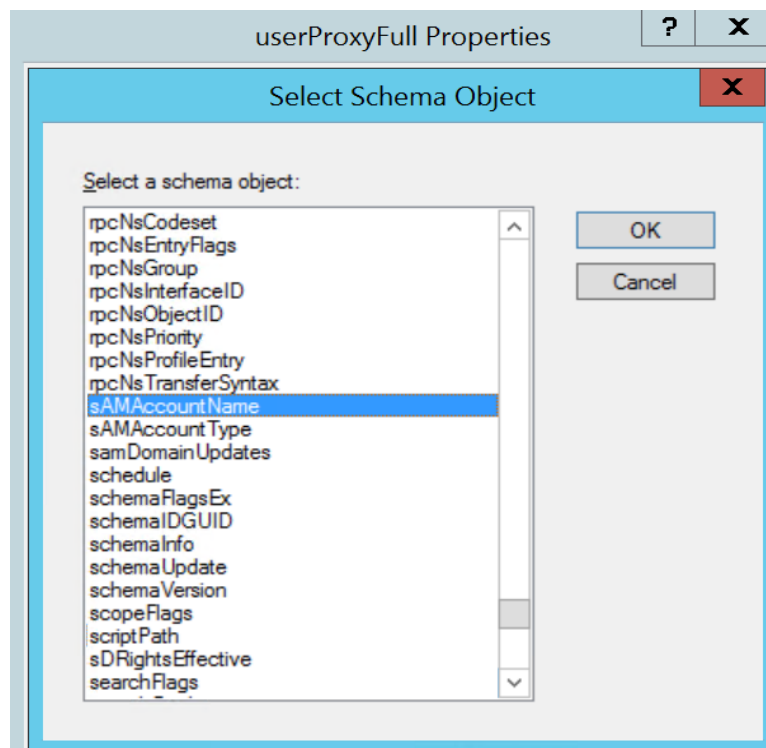 userProxyFull Properties
? X
Select Schema Object
X
Select a schema object:
rpcNsCodeset
rpcNsEntryFlags
rpcNsGroup
rpcNsInterfaceID
rpcNsObjectID
rpcNsPriority
rpcNsProfileEntry
rpcNsTransferSyntax
sAMAccountName
sAMAccountType
samDomainUpdates
schedule
schemaFlagsEx
schemaIDGUID
schemaInfo
schemaUpdate
schemaVersion
scopeFlags
scriptPath
sDRightsEffective
searchFlags
OK
Cancel